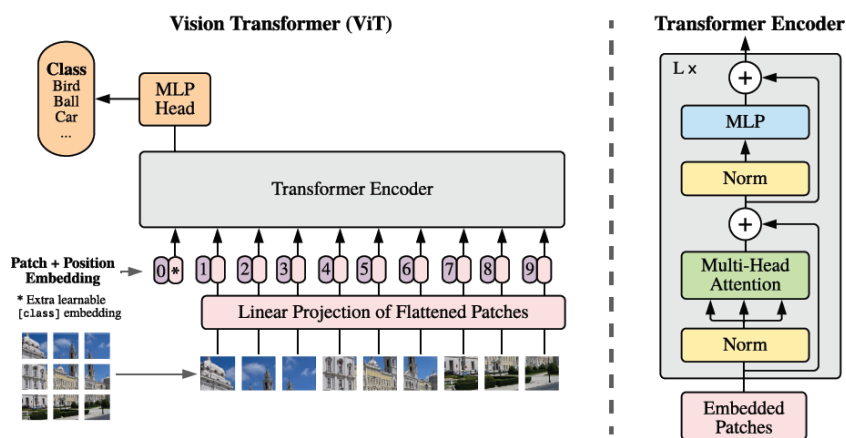 Vision Transformer (ViT)
Class
Bird
Ball
Car
...
MLP
Head
Transformer Encoder
Patch + Position
Embedding
0 * 1 2 3 4 5 6 7 8 9
* Extra learnable
[class] embedding
Linear Projection of Flattened Patches
Transformer Encoder
L ×
+
MLP
Norm
+
Multi-Head
Attention
Norm
Embedded
Patches